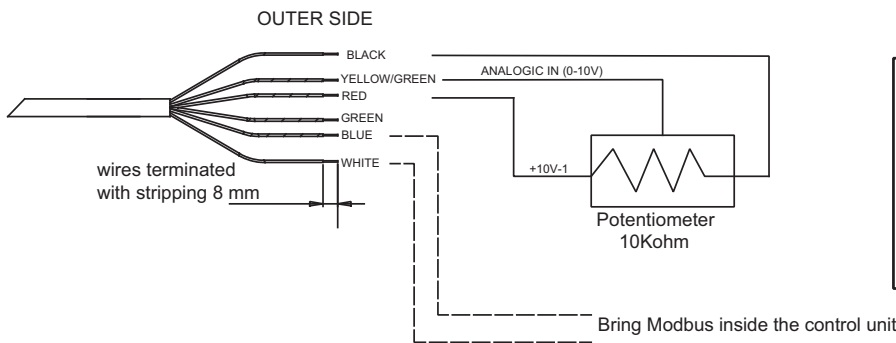 OUTER SIDE
BLACK
YELLOW/GREEN
ANALOGIC IN (0-10V)
RED
GREEN
BLUE
WHITE
+10V-1
wires terminated
with stripping 8 mm
Potentiometer
10Kohm
Bring Modbus inside the control unit